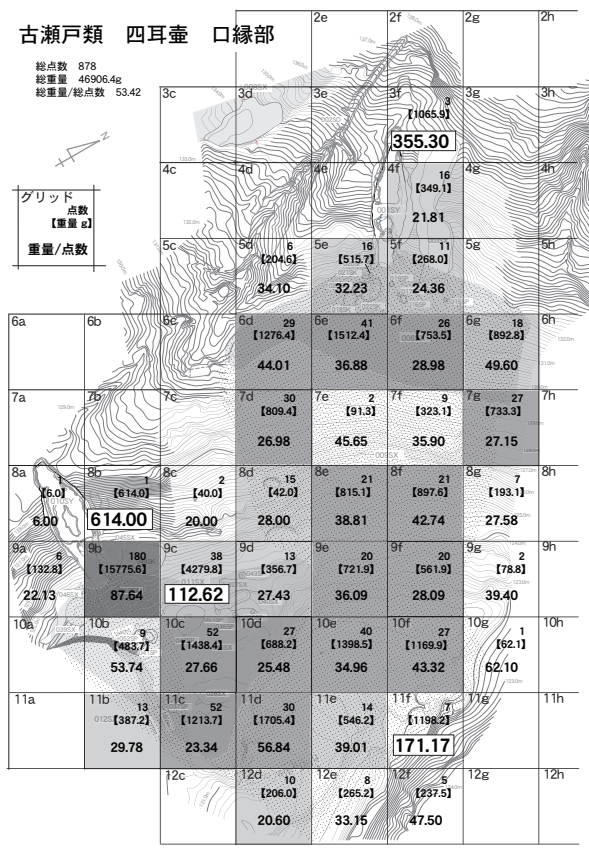 古瀬戸類　四耳壷　口縁部
総点数 878
総重量 46906.4g
総重量/総点数 53.42
グリッド
点数
【重量 g】
重量/点数
2e
2f
2g
2h
3c
3d
3e
3f
3
【1065.9】
355.30
3g
3h
4c
4d
4e
4f
16
【349.1】
21.81
4g
4h
5c
5d
6
【204.6】
34.10
5e
16
【515.7】
32.23
5f
11
【268.0】
24.36
5g
5h
6a
6b
6c
6d
29
【1276.4】
44.01
6e
41
【1512.4】
36.88
6f
26
【753.5】
28.98
6g
18
【892.8】
49.60
6h
7a
7b
7c
7d
30
【809.4】
26.98
7e
2
【91.3】
45.65
7f
9
【323.1】
35.90
7g
27
【733.3】
27.15
7h
8a
1
【6.0】
6.00
8b
1
【614.0】
614.00
8c
2
【40.0】
20.00
8d
15
【42.0】
28.00
8e
21
【815.1】
38.81
8f
21
【897.6】
42.74
8g
7
【193.1】
27.58
8h
9a
6
【132.8】
22.13
9b
180
【15775.6】
87.64
9c
38
【4279.8】
112.62
9d
13
【356.7】
27.43
9e
20
【721.9】
36.09
9f
20
【561.9】
28.09
9g
2
【78.8】
39.40
9h
10a
10b
9
【483.7】
53.74
10c
52
【1438.4】
27.66
10d
27
【688.2】
25.48
10e
40
【1398.5】
34.96
10f
27
【1169.9】
43.32
10g
1
【62.1】
62.10
10h
11a
11b
13
【387.2】
29.78
11c
52
【1213.7】
23.34
11d
30
【1705.4】
56.84
11e
14
【546.2】
39.01
11f
7
【1198.2】
171.17
11g
11h
12c
12d
10
【206.0】
20.60
12e
8
【265.2】
33.15
12f
5
【237.5】
47.50
12g
12h